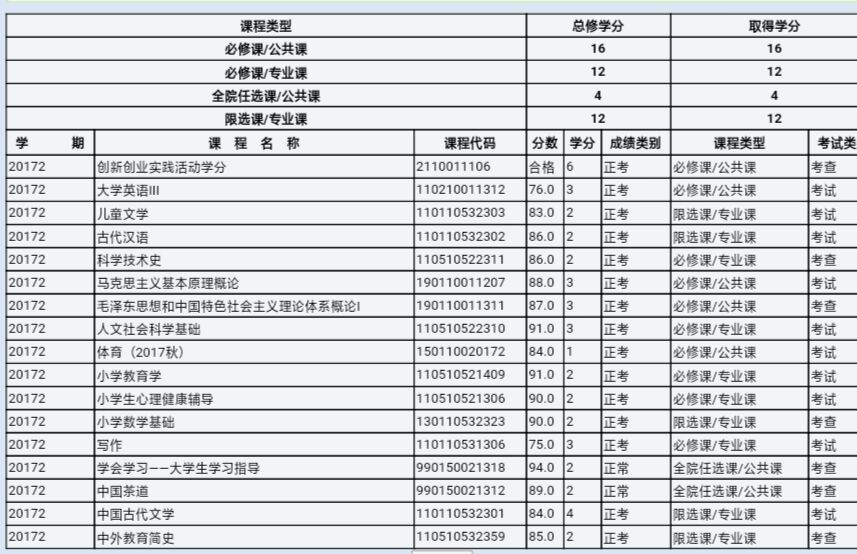 课程类型 总修学分 取得学分
必修课/公共课 16 16
必修课/专业课 12 12
全院任选课/公共课 4 4
限选课/专业课 12 12
学 期 课 程 名 称 课程代码 分数 学分 成绩类别 课程类型 考试类
20172 创新创业实践活动学分 2110011106 合格 6 正考 必修课/公共课 考查
20172 大学英语III 110210011312 76.0 3 正考 必修课/公共课 考试
20172 儿童文学 110110532303 83.0 2 正考 限选课/专业课 考试
20172 古代汉语 110110532302 86.0 2 正考 限选课/专业课 考试
20172 科学技术史 110510522311 86.0 2 正考 必修课/专业课 考查
20172 马克思主义基本原理概论 190110011207 88.0 3 正考 必修课/公共课 考查
20172 毛泽东思想和中国特色社会主义理论体系概论I 190110011311 87.0 3 正考 必修课/公共课 考查
20172 人文社会科学基础 110510522310 91.0 3 正考 必修课/专业课 考试
20172 体育（2017秋） 150110020172 84.0 1 正考 必修课/公共课 考试
20172 小学教育学 110510521409 91.0 2 正考 必修课/专业课 考试
20172 小学生心理健康辅导 110510521306 90.0 2 正考 必修课/专业课 考试
20172 小学数学基础 130110532323 90.0 2 正考 限选课/专业课 考查
20172 写作 110110531306 75.0 3 正考 必修课/专业课 考试
20172 学会学习——大学生学习指导 990150021318 94.0 2 正常 全院任选课/公共课 考查
20172 中国茶道 990150021312 89.0 2 正常 全院任选课/公共课 考查
20172 中国古代文学 110110532301 84.0 4 正考 限选课/专业课 考试
20172 中外教育简史 110510532359 85.0 2 正考 限选课/专业课 考查